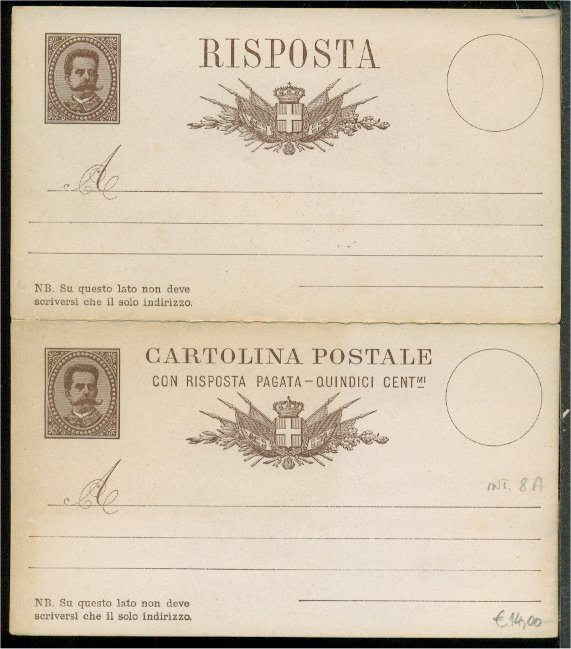 RISPOSTA
A
NB. Su questo lato non deve
scriversi che il solo indirizzo.
CARTOLINA POSTALE
CON RISPOSTA PAGATA — QUINDICI CENTMI
A
INT. 8 A
NB. Su questo lato non deve
scriversi che il solo indirizzo.
€14,00